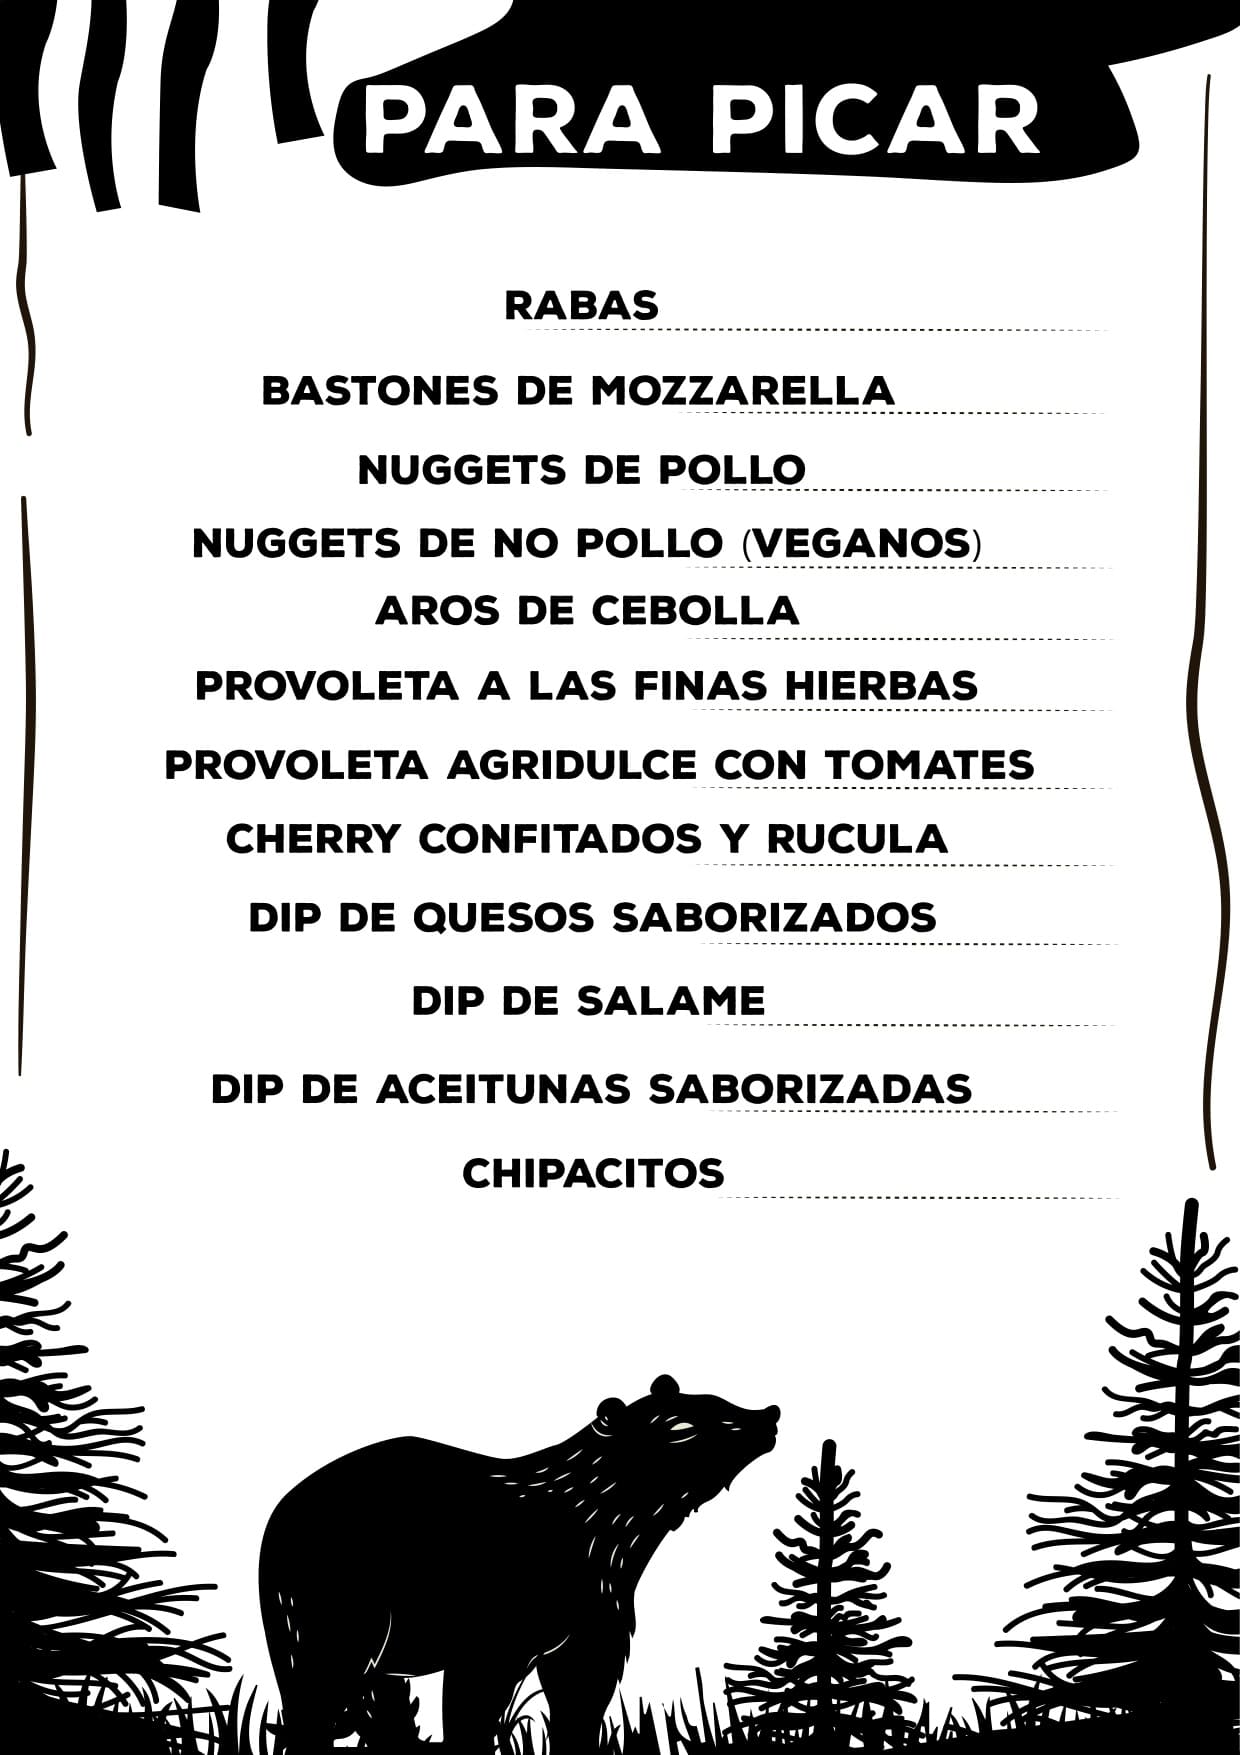 PARA PICAR
RABAS
BASTONES DE MOZZARELLA
NUGGETS DE POLLO
NUGGETS DE NO POLLO (VEGANOS)
AROS DE CEBOLLA
PROVOLETA A LAS FINAS HIERBAS
PROVOLETA AGRIDULCE CON TOMATES
CHERRY CONFITADOS Y RUCULA
DIP DE QUESOS SABORIZADOS
DIP DE SALAME
DIP DE ACEITUNAS SABORIZADAS
CHIPACITOS